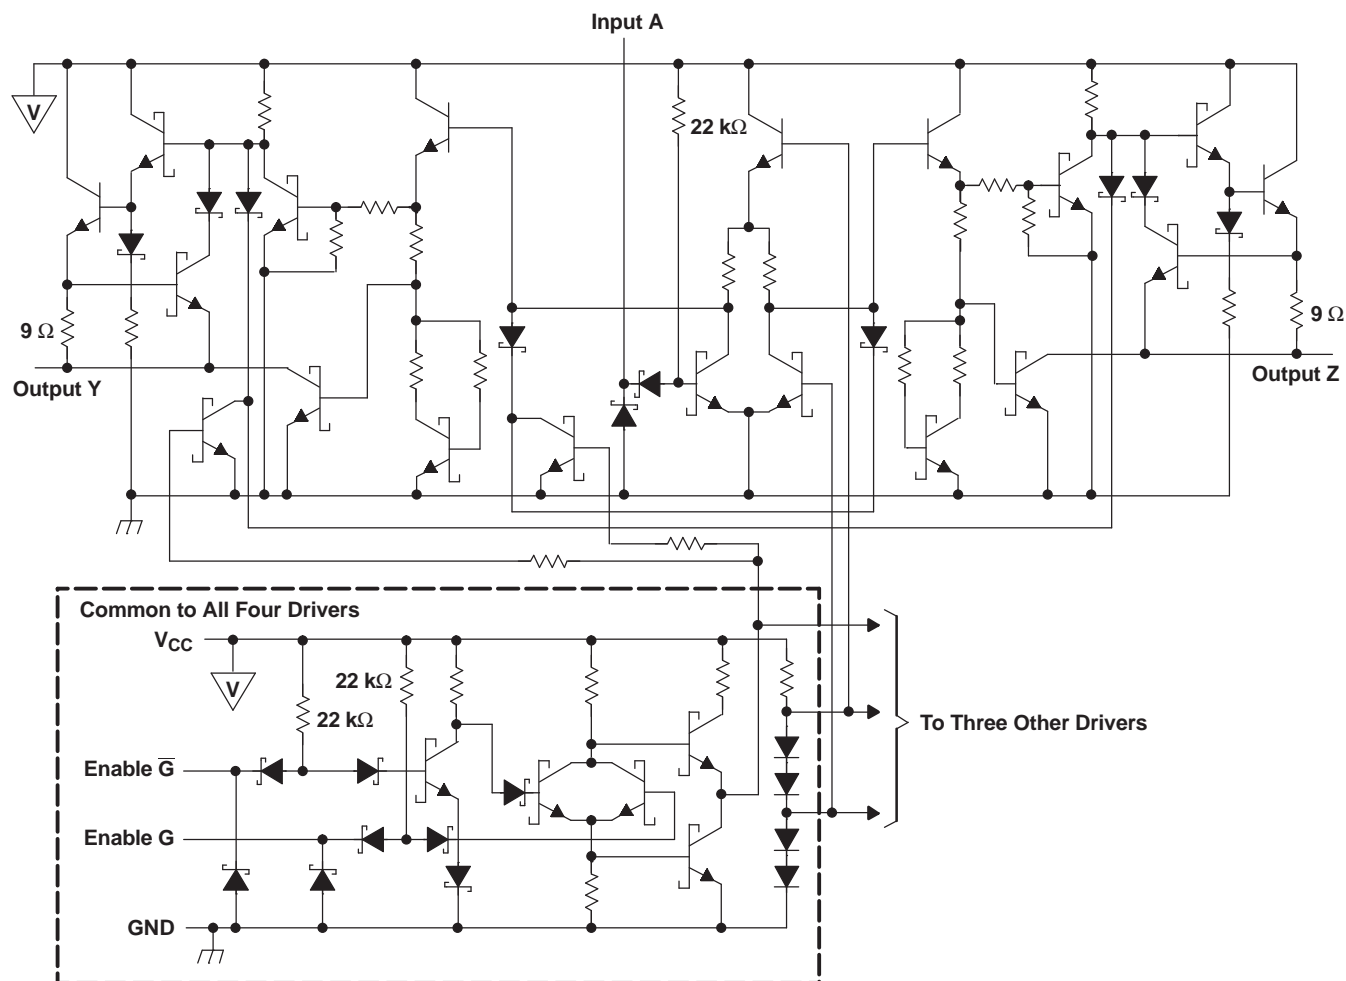 Input A
V
22 kΩ
9 Ω
9 Ω
Output Y
Output Z
Common to All Four Drivers
VCC
V
22 kΩ
22 kΩ
To Three Other Drivers
Enable G̅
Enable G
GND